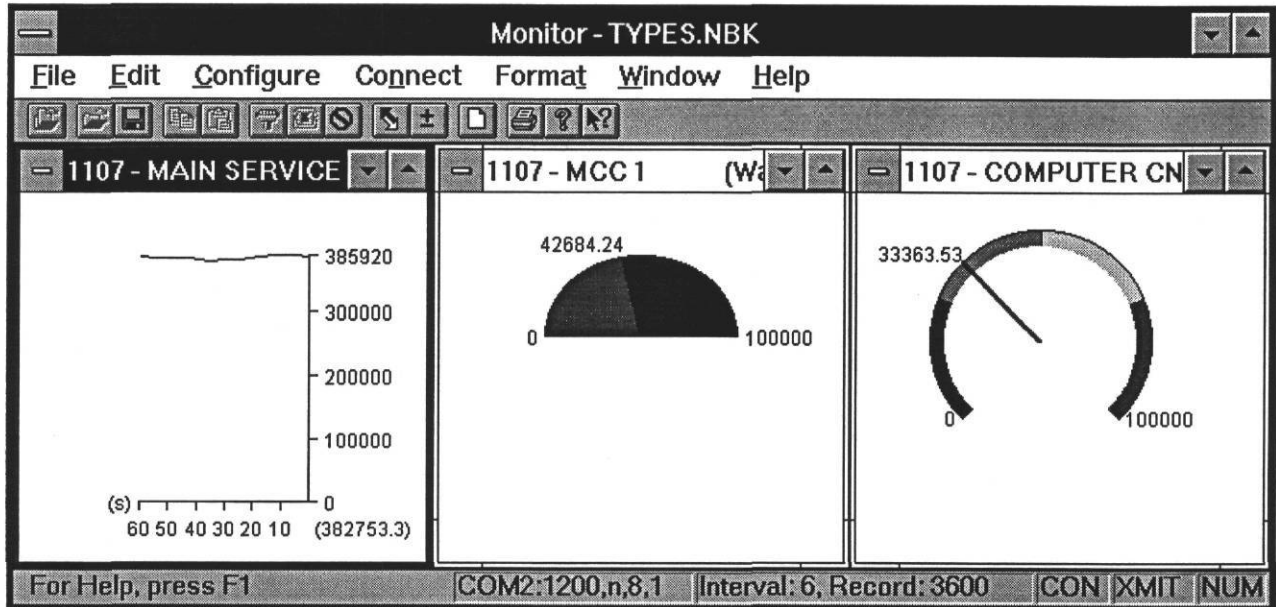 Monitor - TYPES.NBK
File Edit Configure Connect Format Window Help
1107 - MAIN SERVICE
385920
300000
200000
100000
0
(s)
60 50 40 30 20 10 (382753.3)
1107 - MCC 1 (Wa
42684.24
0 100000
1107 - COMPUTER CN
33363.53
0 100000
For Help, press F1 COM2:1200,n,8,1 Interval: 6, Record: 3600 CON XMIT NUM